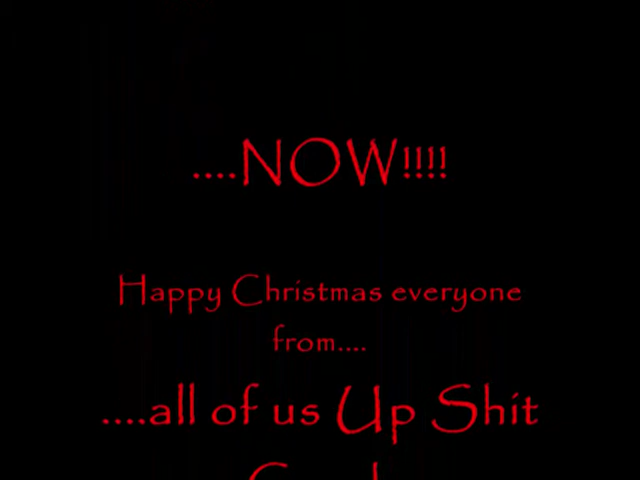 ....NOW!!!!
Happy Christmas everyone
from....
....all of us Up Shit